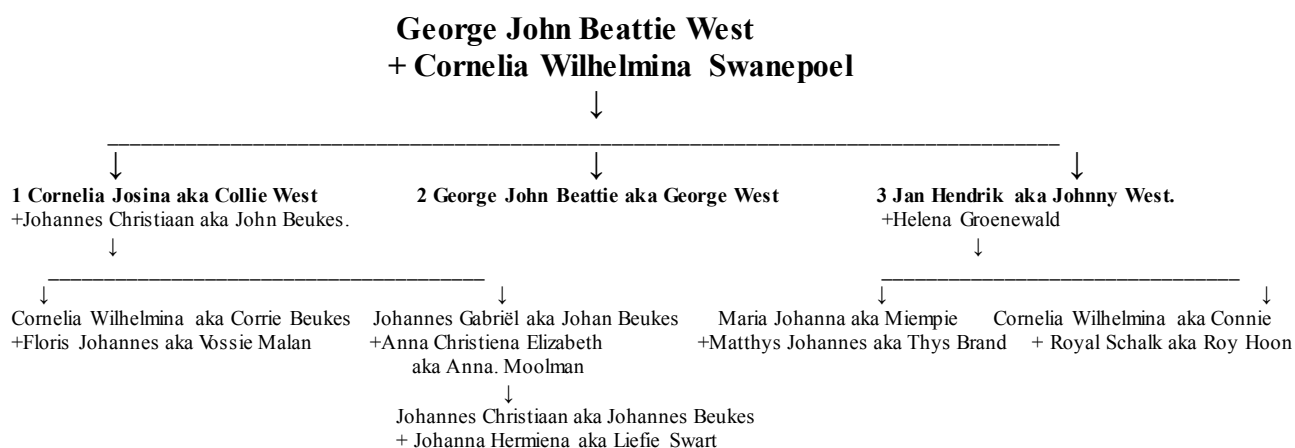 George John Beattie West
+ Cornelia Wilhelmina Swanepoel
↓
↓ ↓ ↓
1 Cornelia Josina aka Collie West 2 George John Beattie aka George West 3 Jan Hendrik aka Johnny West.
+Johannes Christiaan aka John Beukes. +Helena Groenewald
↓ ↓
↓ ↓ ↓ ↓
Cornelia Wilhelmina aka Corrie Beukes Johannes Gabriël aka Johan Beukes Maria Johanna aka Miempie Cornelia Wilhelmina aka Connie
+Floris Johannes aka Vossie Malan +Anna Christiena Elizabeth +Matthys Johannes aka Thys Brand + Royal Schalk aka Roy Hoon
aka Anna. Moolman
↓
Johannes Christiaan aka Johannes Beukes
+ Johanna Hermiena aka Liefie Swart